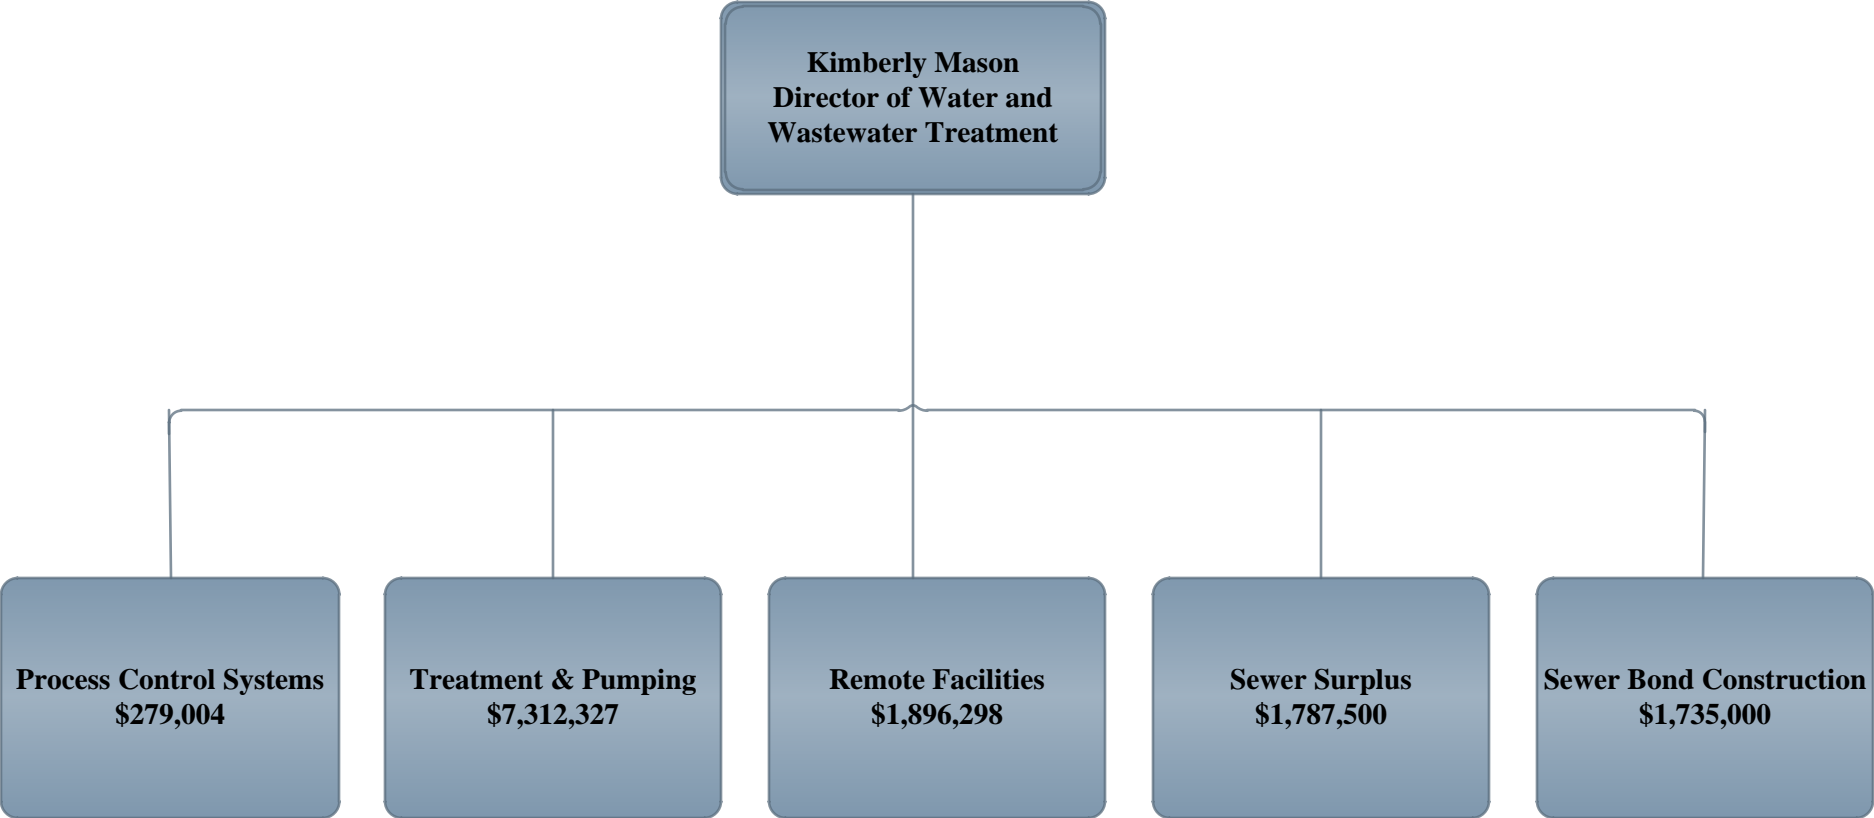 Kimberly Mason
Director of Water and
Wastewater Treatment
Process Control Systems
$279,004
Treatment & Pumping
$7,312,327
Remote Facilities
$1,896,298
Sewer Surplus
$1,787,500
Sewer Bond Construction
$1,735,000